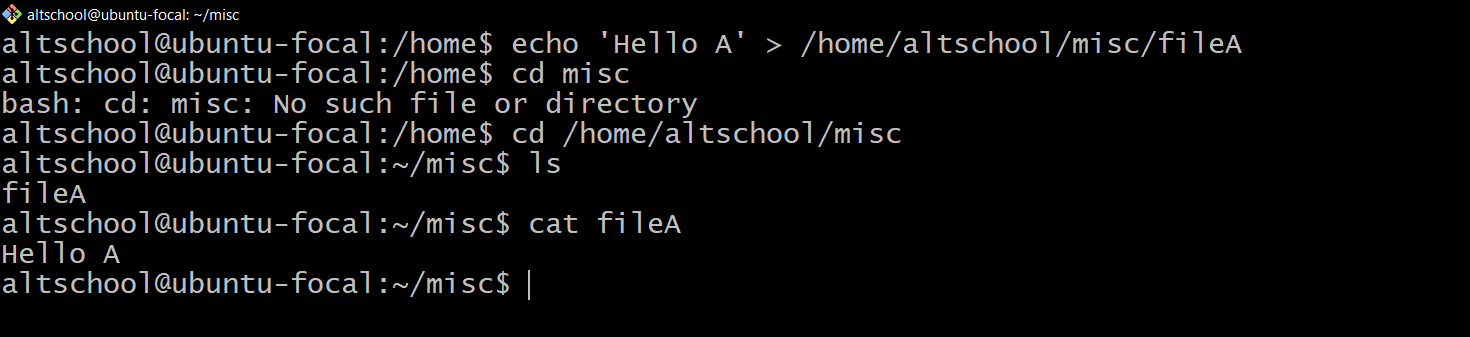 altschool@ubuntu-focal: ~/misc
altschool@ubuntu-focal:/home$ echo 'Hello A' > /home/altschool/misc/fileA
altschool@ubuntu-focal:/home$ cd misc
bash: cd: misc: No such file or directory
altschool@ubuntu-focal:/home$ cd /home/altschool/misc
altschool@ubuntu-focal:~/misc$ ls
fileA
altschool@ubuntu-focal:~/misc$ cat fileA
Hello A
altschool@ubuntu-focal:~/misc$